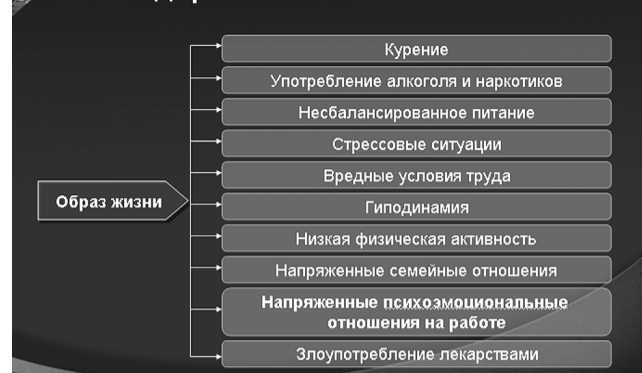 Курение
Употребление алкоголя и наркотиков
Несбалансированное питание
Стрессовые ситуации
Вредные условия труда
Образ жизни
Гиподинамия
Низкая физическая активность
Напряженные семейные отношения
Напряженные психоэмоциональные
отношения на работе
Злоупотребление лекарствами